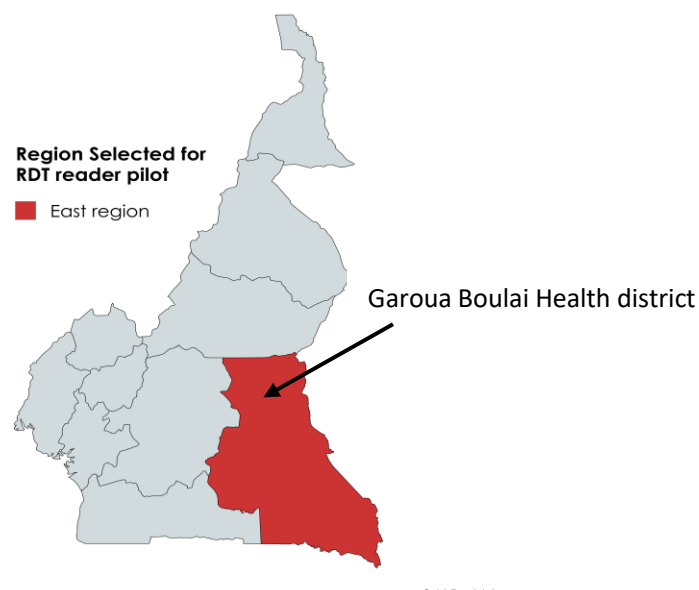 Region Selected for
RDT reader pilot
East region
Garoua Boulai Health district